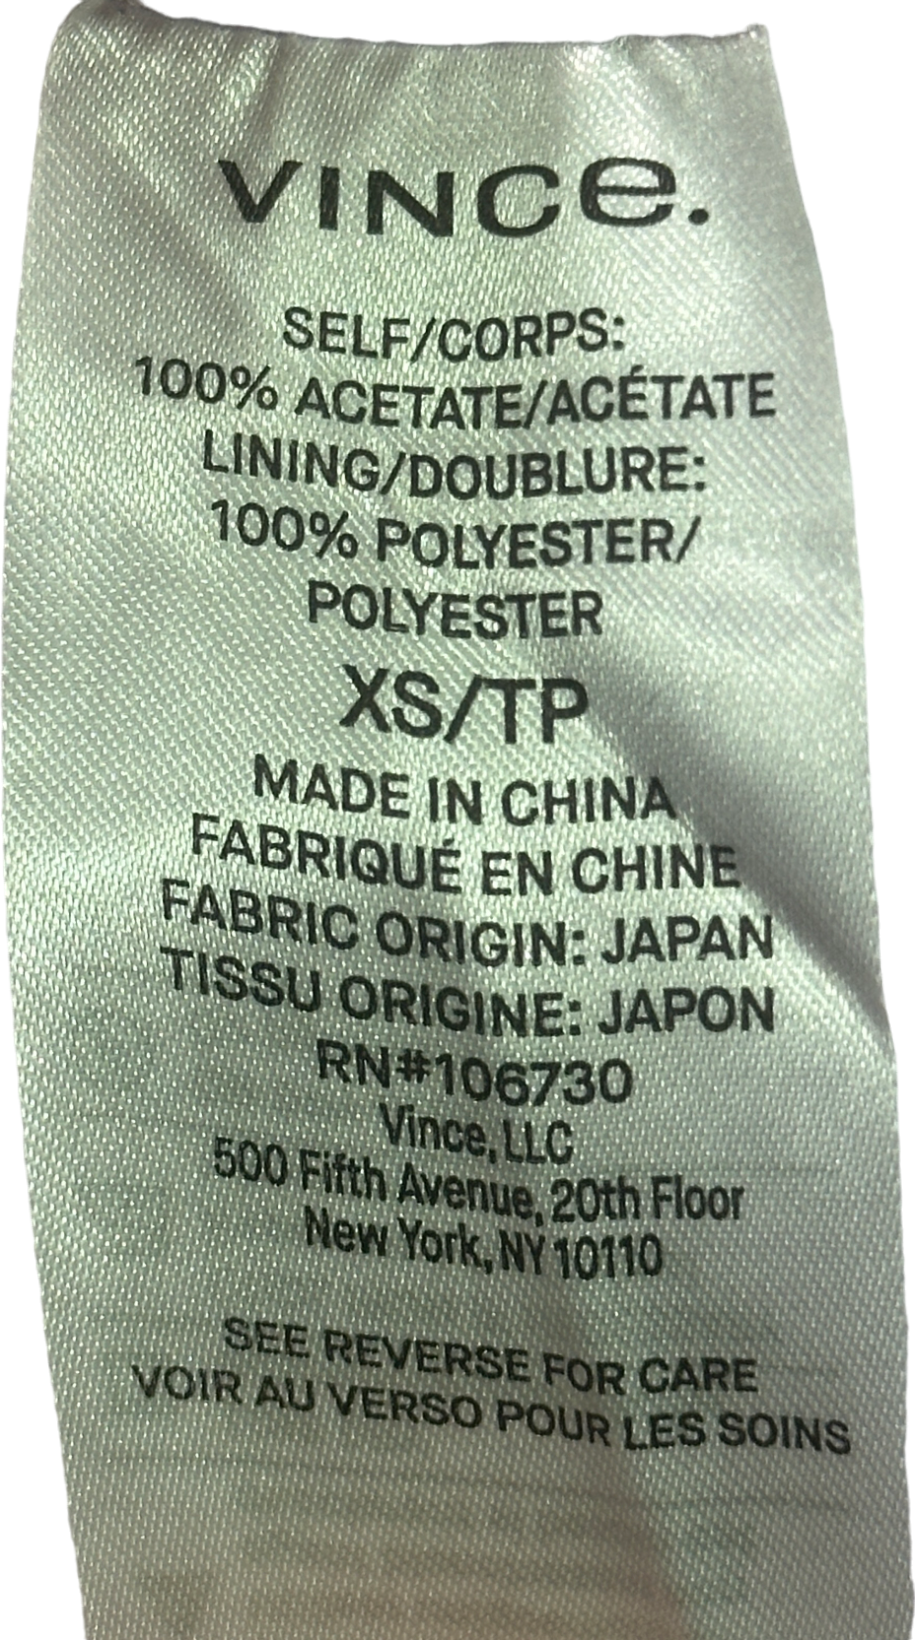 VINCe.
SELF/CORPS:
100% ACETATE/ACÉTATE
LINING/DOUBLURE:
100% POLYESTER/
POLYESTER
XS/TP
MADE IN CHINA
FABRIQUÉ EN CHINE
FABRIC ORIGIN: JAPAN
TISSU ORIGINE: JAPON
RN#106730
Vince, LLC
500 Fifth Avenue, 20th Floor
New York, NY 10110
SEE REVERSE FOR CARE
VOIR AU VERSO POUR LES SOINS